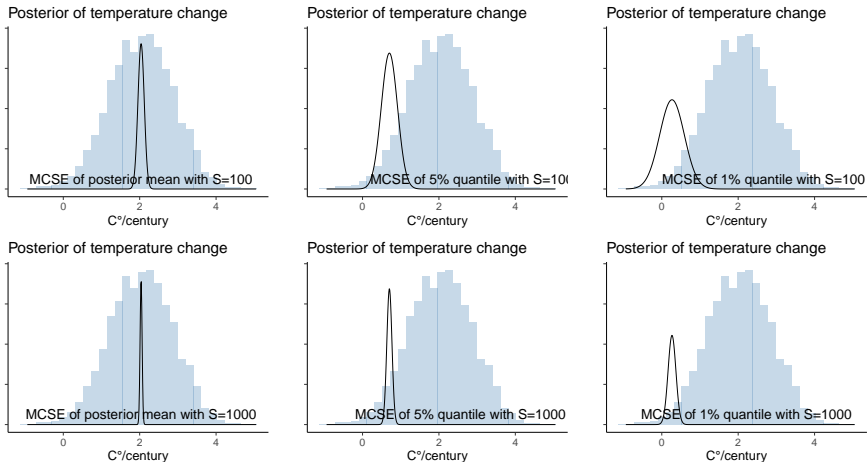 Posterior of temperature change
MCSE of posterior mean with S=100
0 2 4
C°/century
Posterior of temperature change
MCSE of 5% quantile with S=100
0 2 4
C°/century
Posterior of temperature change
MCSE of 1% quantile with S=100
0 2 4
C°/century
Posterior of temperature change
MCSE of posterior mean with S=1000
0 2 4
C°/century
Posterior of temperature change
MCSE of 5% quantile with S=1000
0 2 4
C°/century
Posterior of temperature change
MCSE of 1% quantile with S=1000
0 2 4
C°/century